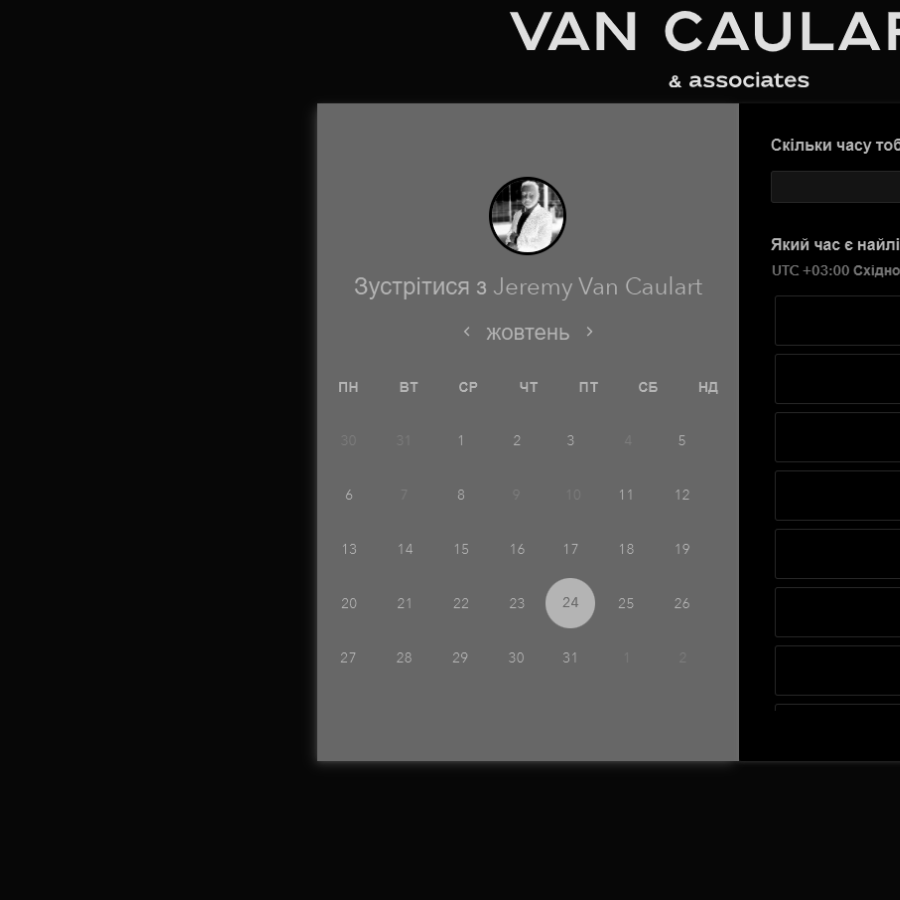 VAN CAULAR
& associates
Зустрітися з Jeremy Van Caulart
жовтень
ПН ВТ СР ЧТ ПТ СБ НД
30 31 1 2 3 4 5
6 7 8 9 10 11 12
13 14 15 16 17 18 19
20 21 22 23 24 25 26
27 28 29 30 31 1 2
Скільки часу тоб
Який час є найлі
UTC +03:00 Східно